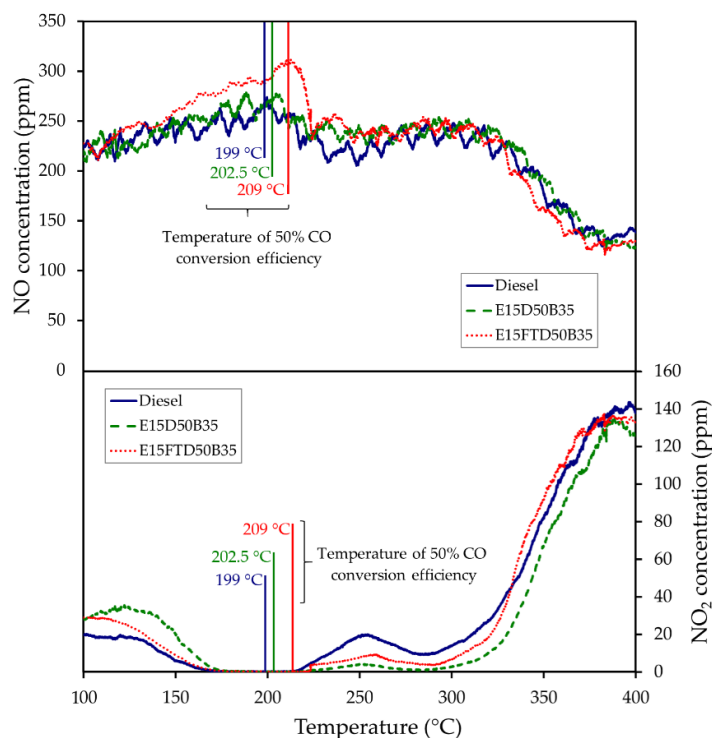 350
300
250
200
150
100
50
0
NO concentration (ppm)
199 °C
202.5 °C
209 °C
Temperature of 50% CO
conversion efficiency
Diesel
E15D50B35
E15FTD50B35
160
140
120
100
80
60
40
20
0
NO₂ concentration (ppm)
Diesel
E15D50B35
E15FTD50B35
209 °C
202.5 °C
199 °C
Temperature of 50% CO
conversion efficiency
100 150 200 250 300 350 400
Temperature (°C)